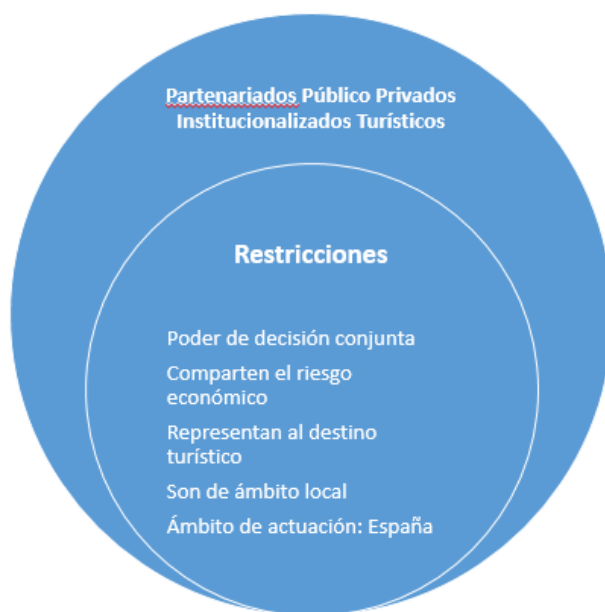 Partenariados Público Privados
Institucionalizados Turísticos
Restricciones
Poder de decisión conjunta
Comparten el riesgo
económico
Representan al destino
turístico
Son de ámbito local
Ámbito de actuación: España